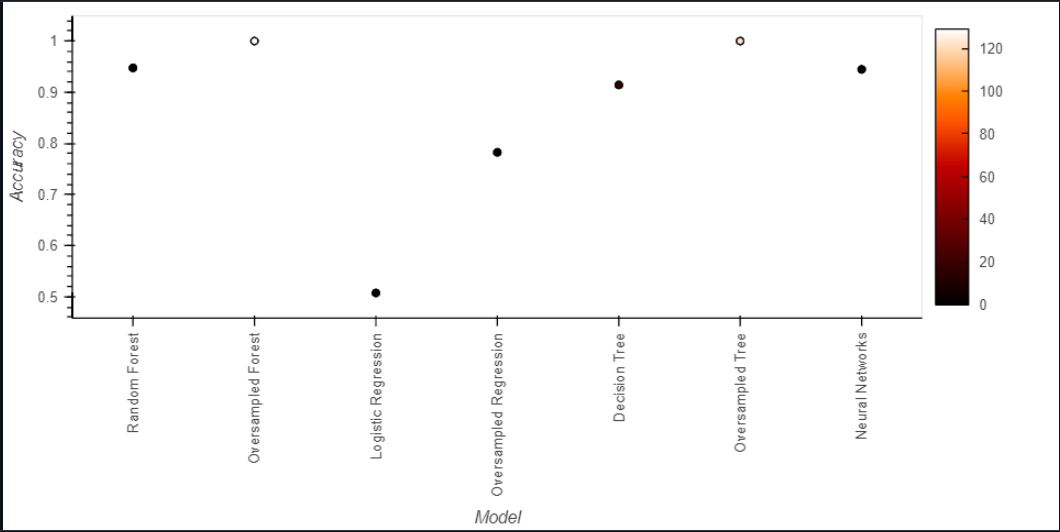 Accuracy
1
0.9
0.8
0.7
0.6
0.5
Random Forest
Oversampled Forest
Logistic Regression
Oversampled Regression
Decision Tree
Oversampled Tree
Neural Networks
Model
120
100
80
60
40
20
0